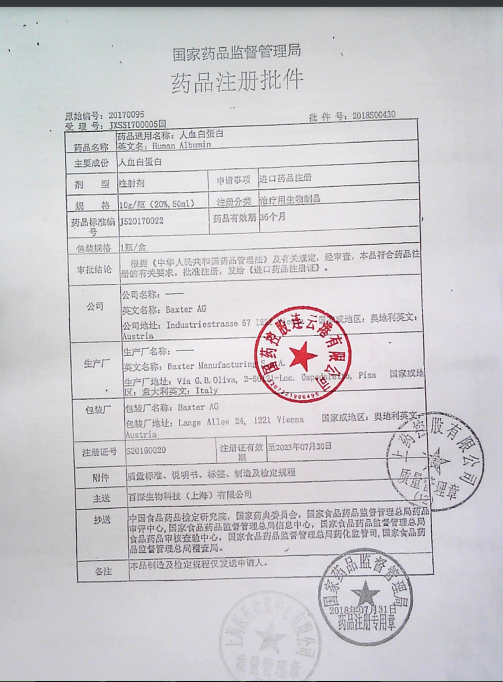 国家药品监督管理局
药品注册批件
原始编号：20170095
受 理 号：JXSS1700005国
批 件 号：2018S00430
药品名称
药品通用名称：人血白蛋白
英文名：Human Albumin
主要成份
人血白蛋白
剂 型
注射剂
申请事项
进口药品注册
规 格
10g/瓶（20%,50ml）
注册分类
治疗用生物制品
药品标准编号
JS20170022
药品有效期
36个月
包装规格
1瓶/盒
审批结论
根据《中华人民共和国药品管理法》及有关规定，经审查，本品符合药品注册的有关要求，批准注册，发给《进口药品注册证》。
公司
公司名称：——
英文名称：Baxter AG
公司地址：Industriestrasse 67
国家或地区：奥地利英文：
Austria
生产厂
生产厂名称：——
英文名称：Baxter Manufacturing
生产厂地址：Via G.B.Oliva, 2-
-Loc. Ospedaletto, Pisa
国家或地
区：意大利英文：Italy
包装厂
包装厂名称：Baxter AG
包装厂地址：Lange Allee 24, 1221 Vienna
国家或地区：奥地利英文：
Austria
注册证号
S20180020
注册证有效期
至2023年07月30日
附件
质量标准、说明书、标签、制造及检定规程
主送
百深生物科技（上海）有限公司
抄送
中国食品药品检定研究院，国家药典委员会，国家食品药品监督管理总局药品
审评中心，国家食品药品监督管理总局信息中心，国家食品药品监督管理总局
食品药品审核查验中心，国家食品药品监督管理总局药化监管司，国家食品药
品监督管理总局稽查局。
备注
本品制造及检定规程仅发送申请人。
国药控股连云港有限公司
股有限公司
质量管理章
国家药品监督管理局
2018年07月31日
药品注册专用章
质量管理章